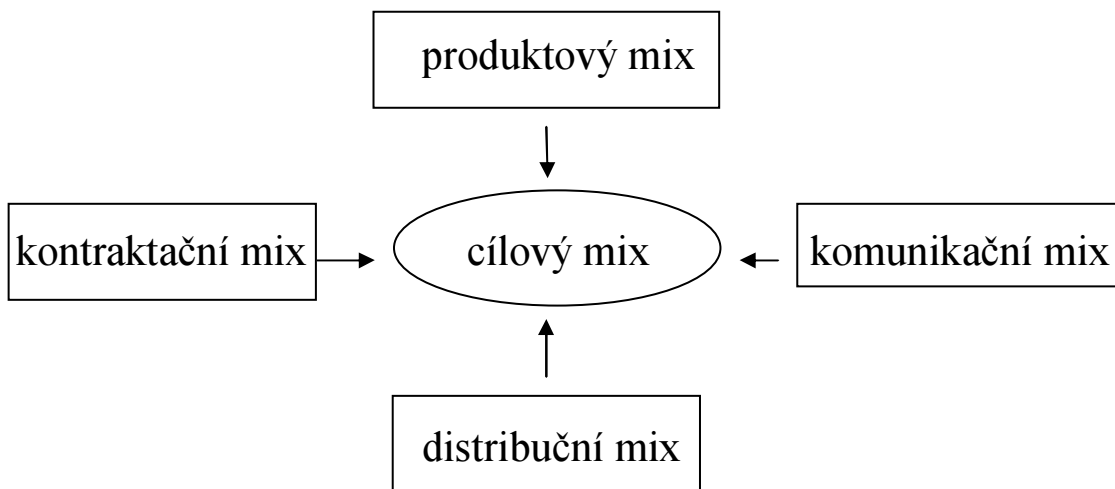 produktový mix
kontraktační mix
cílový mix
komunikační mix
distribuční mix